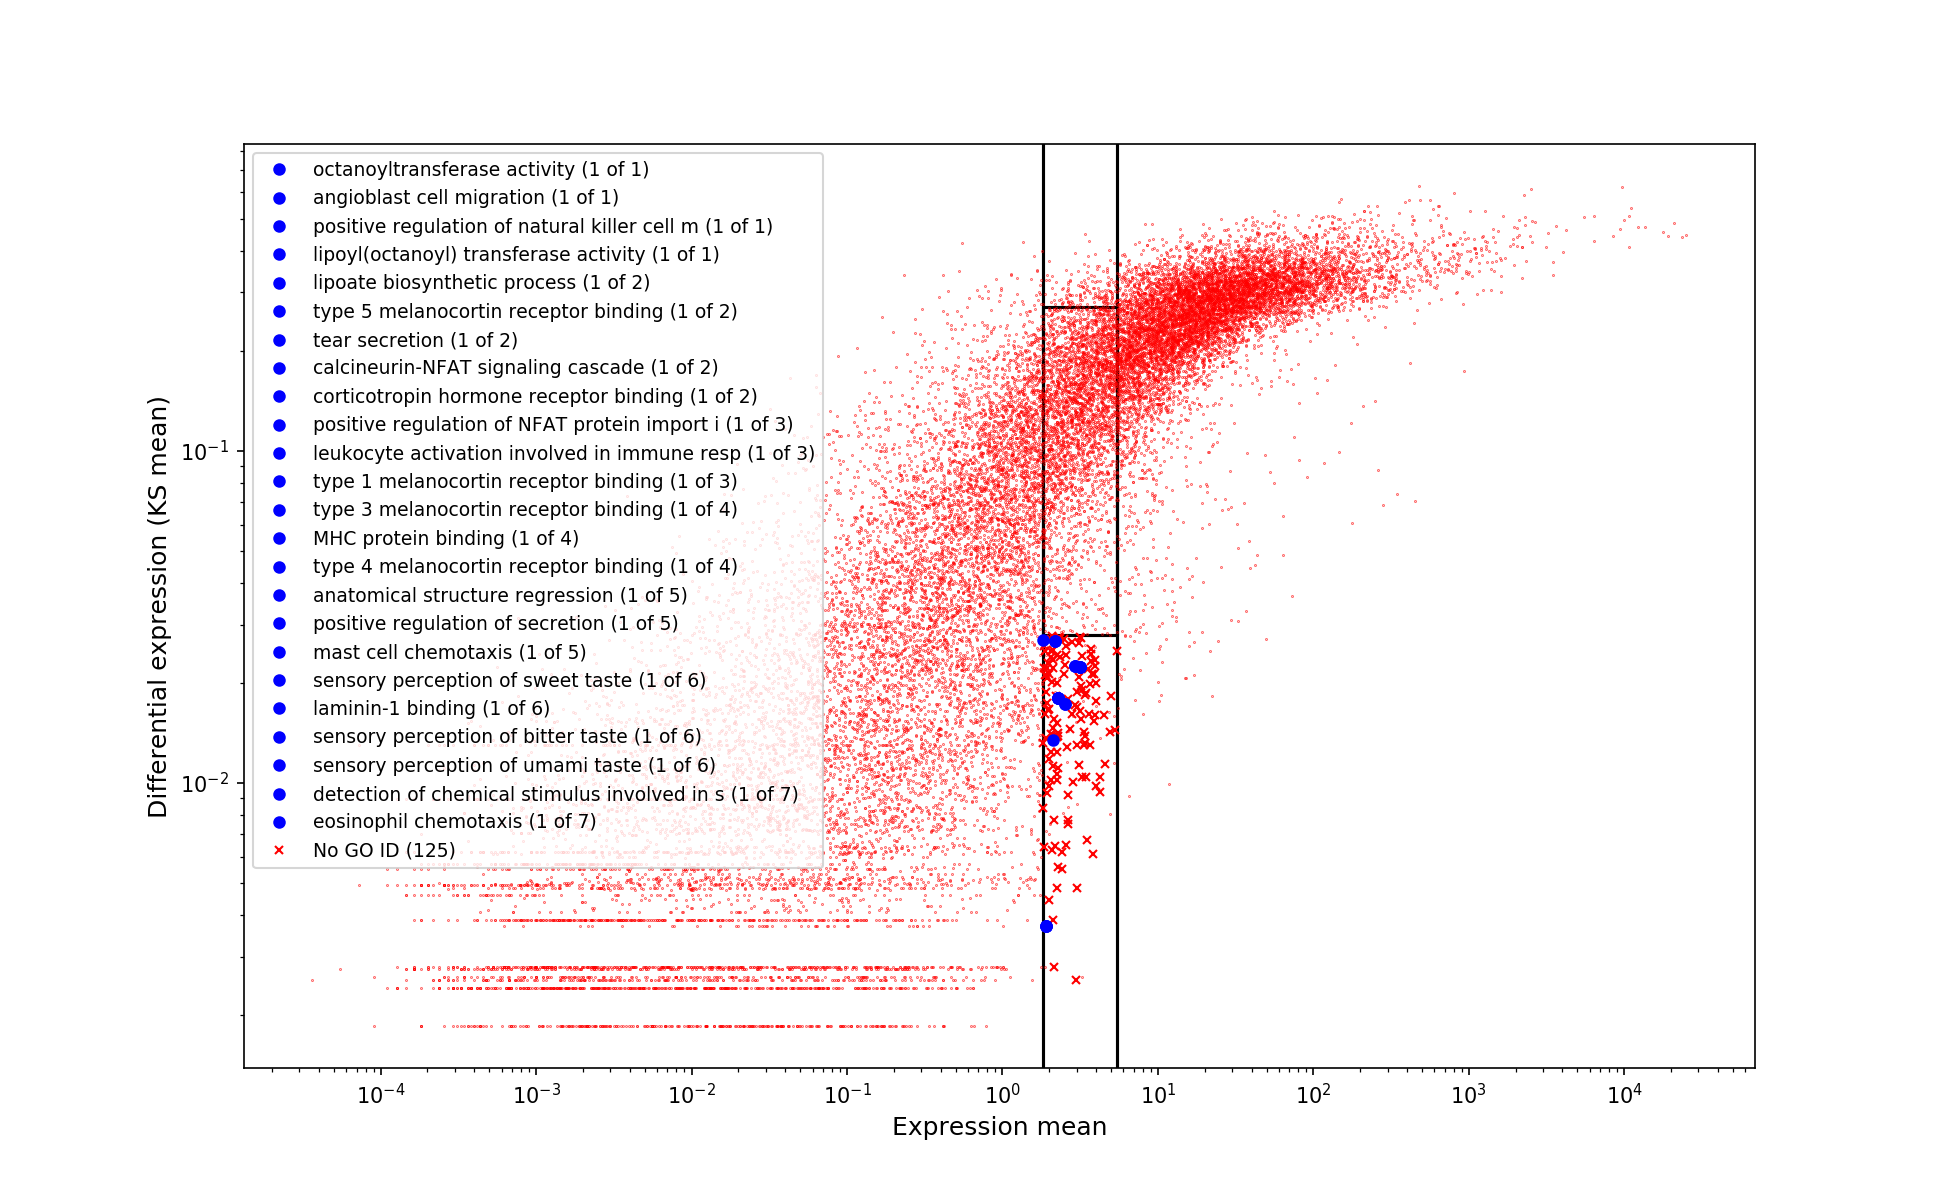 octanoyltransferase activity (1 of 1)
angioblast cell migration (1 of 1)
positive regulation of natural killer cell m (1 of 1)
lipoyl(octanoyl) transferase activity (1 of 1)
lipoate biosynthetic process (1 of 2)
type 5 melanocortin receptor binding (1 of 2)
tear secretion (1 of 2)
calcineurin-NFAT signaling cascade (1 of 2)
corticotropin hormone receptor binding (1 of 2)
positive regulation of NFAT protein import i (1 of 3)
leukocyte activation involved in immune resp (1 of 3)
type 1 melanocortin receptor binding (1 of 3)
type 3 melanocortin receptor binding (1 of 4)
MHC protein binding (1 of 4)
type 4 melanocortin receptor binding (1 of 4)
anatomical structure regression (1 of 5)
positive regulation of secretion (1 of 5)
mast cell chemotaxis (1 of 5)
sensory perception of sweet taste (1 of 6)
laminin-1 binding (1 of 6)
sensory perception of bitter taste (1 of 6)
sensory perception of umami taste (1 of 6)
detection of chemical stimulus involved in s (1 of 7)
eosinophil chemotaxis (1 of 7)
No GO ID (125)
Differential expression (KS mean)
10⁻¹
10⁻²
10⁻⁴ 10⁻³ 10⁻² 10⁻¹ 10⁰ 10¹ 10² 10³ 10⁴
Expression mean